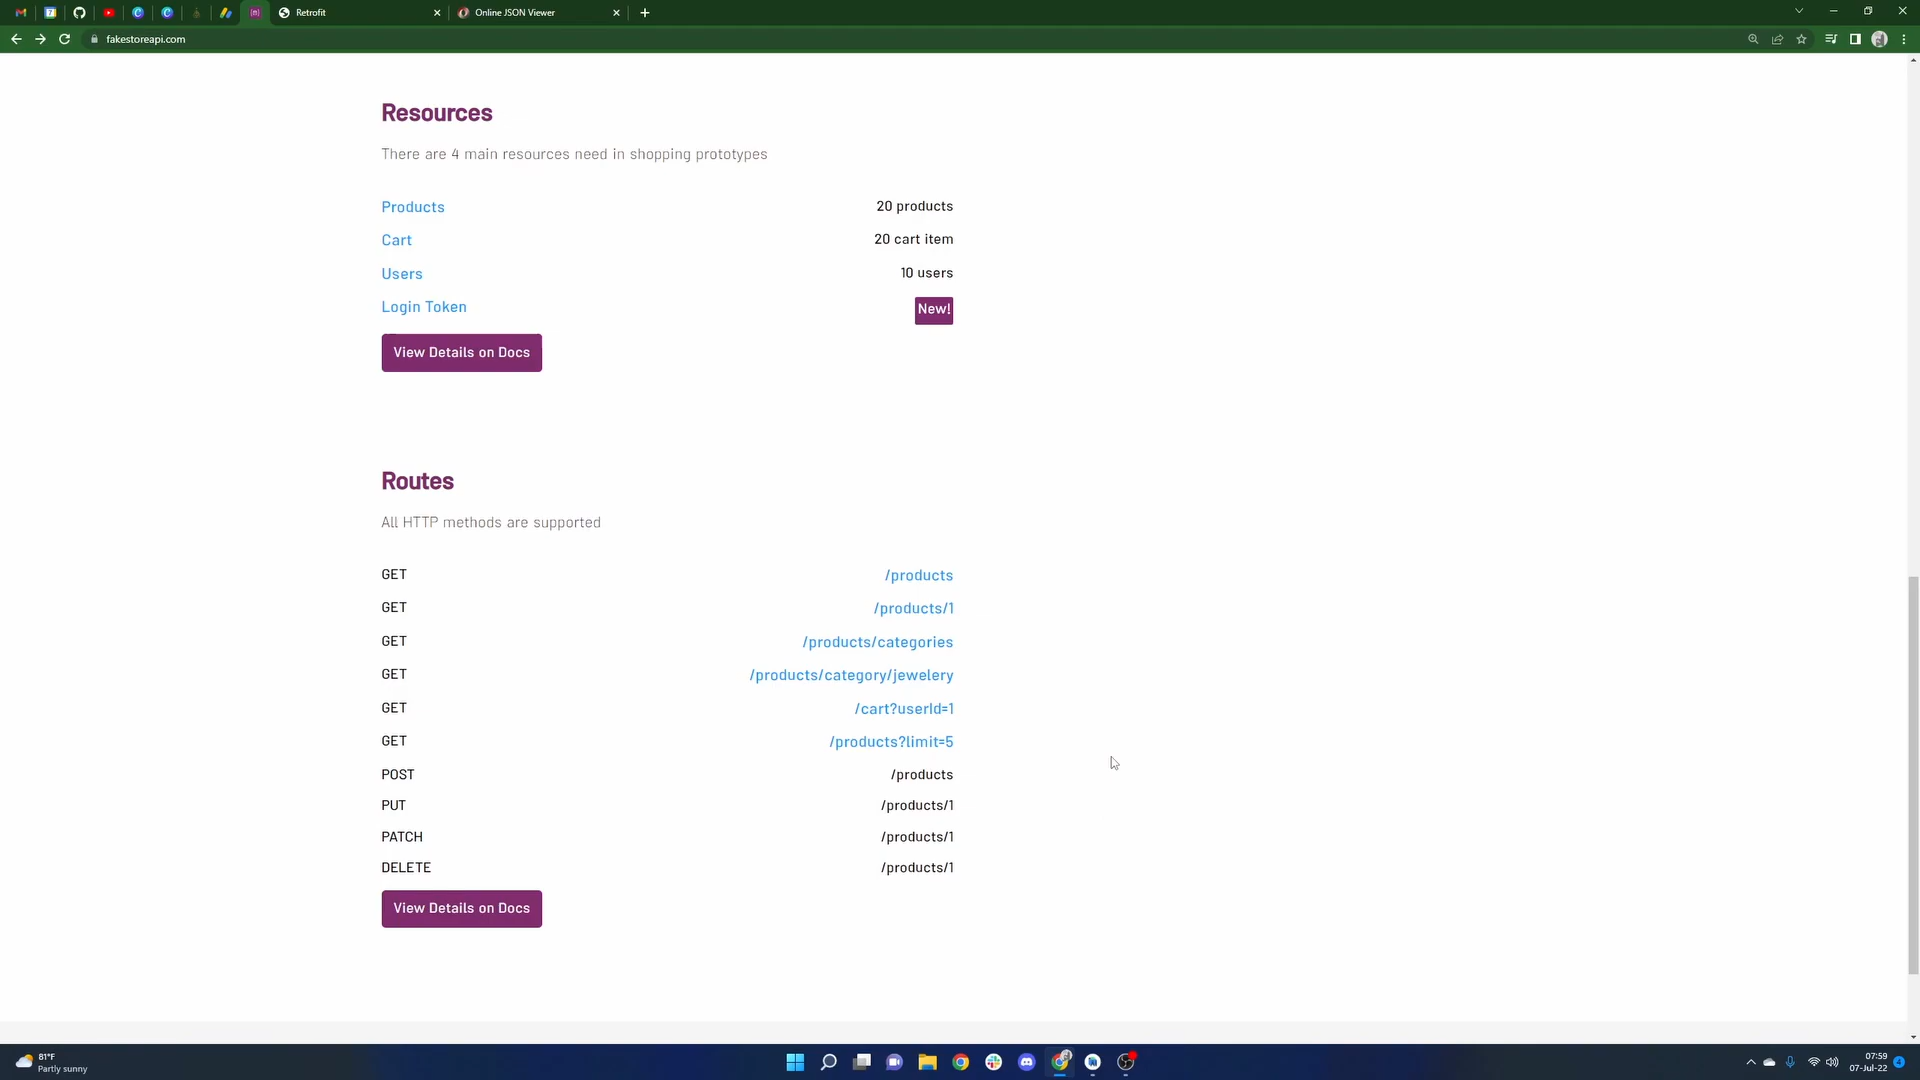 Retrofit
Online JSON Viewer
fakestoreapi.com
Resources
There are 4 main resources need in shopping prototypes
Products 20 products
Cart 20 cart item
Users 10 users
Login Token New!
View Details on Docs
Routes
All HTTP methods are supported
GET /products
GET /products/1
GET /products/categories
GET /products/category/jewelery
GET /cart?userId=1
GET /products?limit=5
POST /products
PUT /products/1
PATCH /products/1
DELETE /products/1
View Details on Docs
81°F
Partly sunny
07:59
07-Jul-22